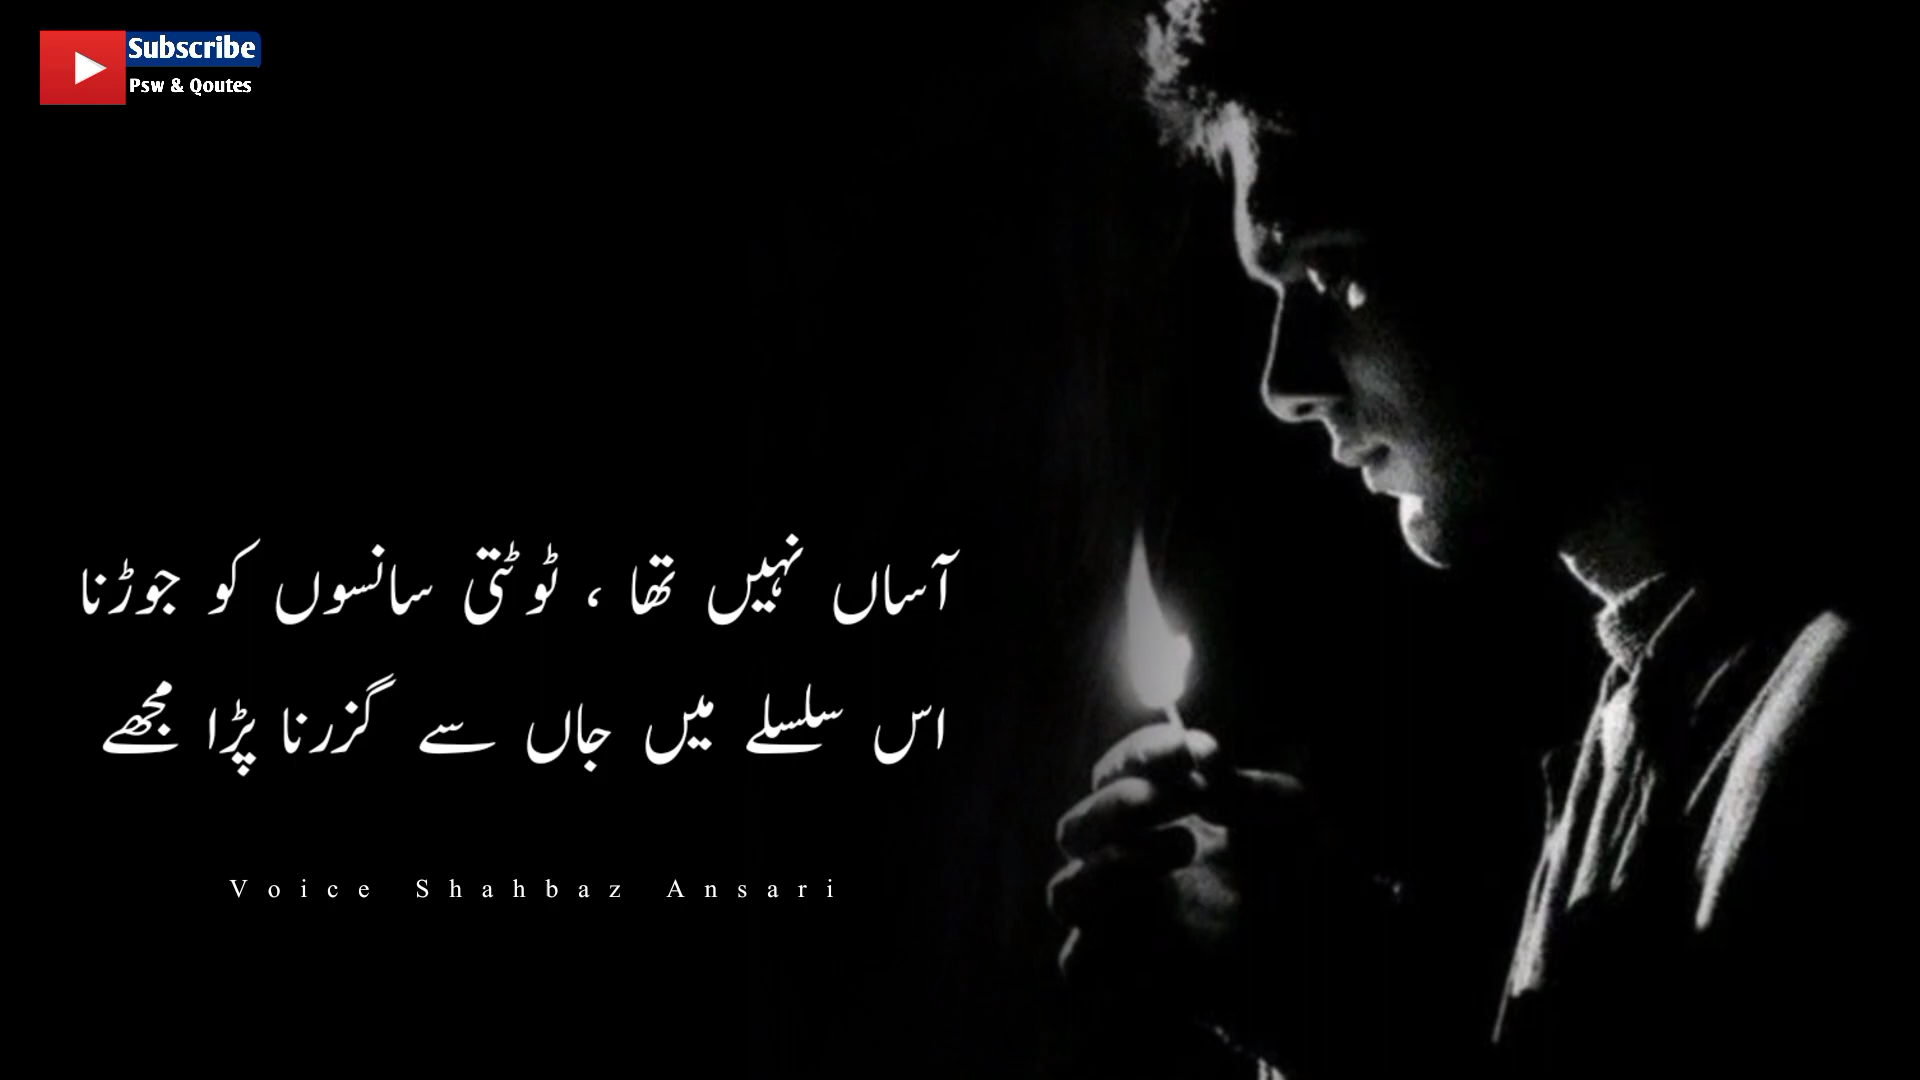 Subscribe
Psw & Qoutes
آساں نہیں تھا ، ٹوٹتی سانسوں کو جوڑنا
اس سلسلے میں جاں سے گزرنا پڑا مجھے
Voice Shahbaz Ansari